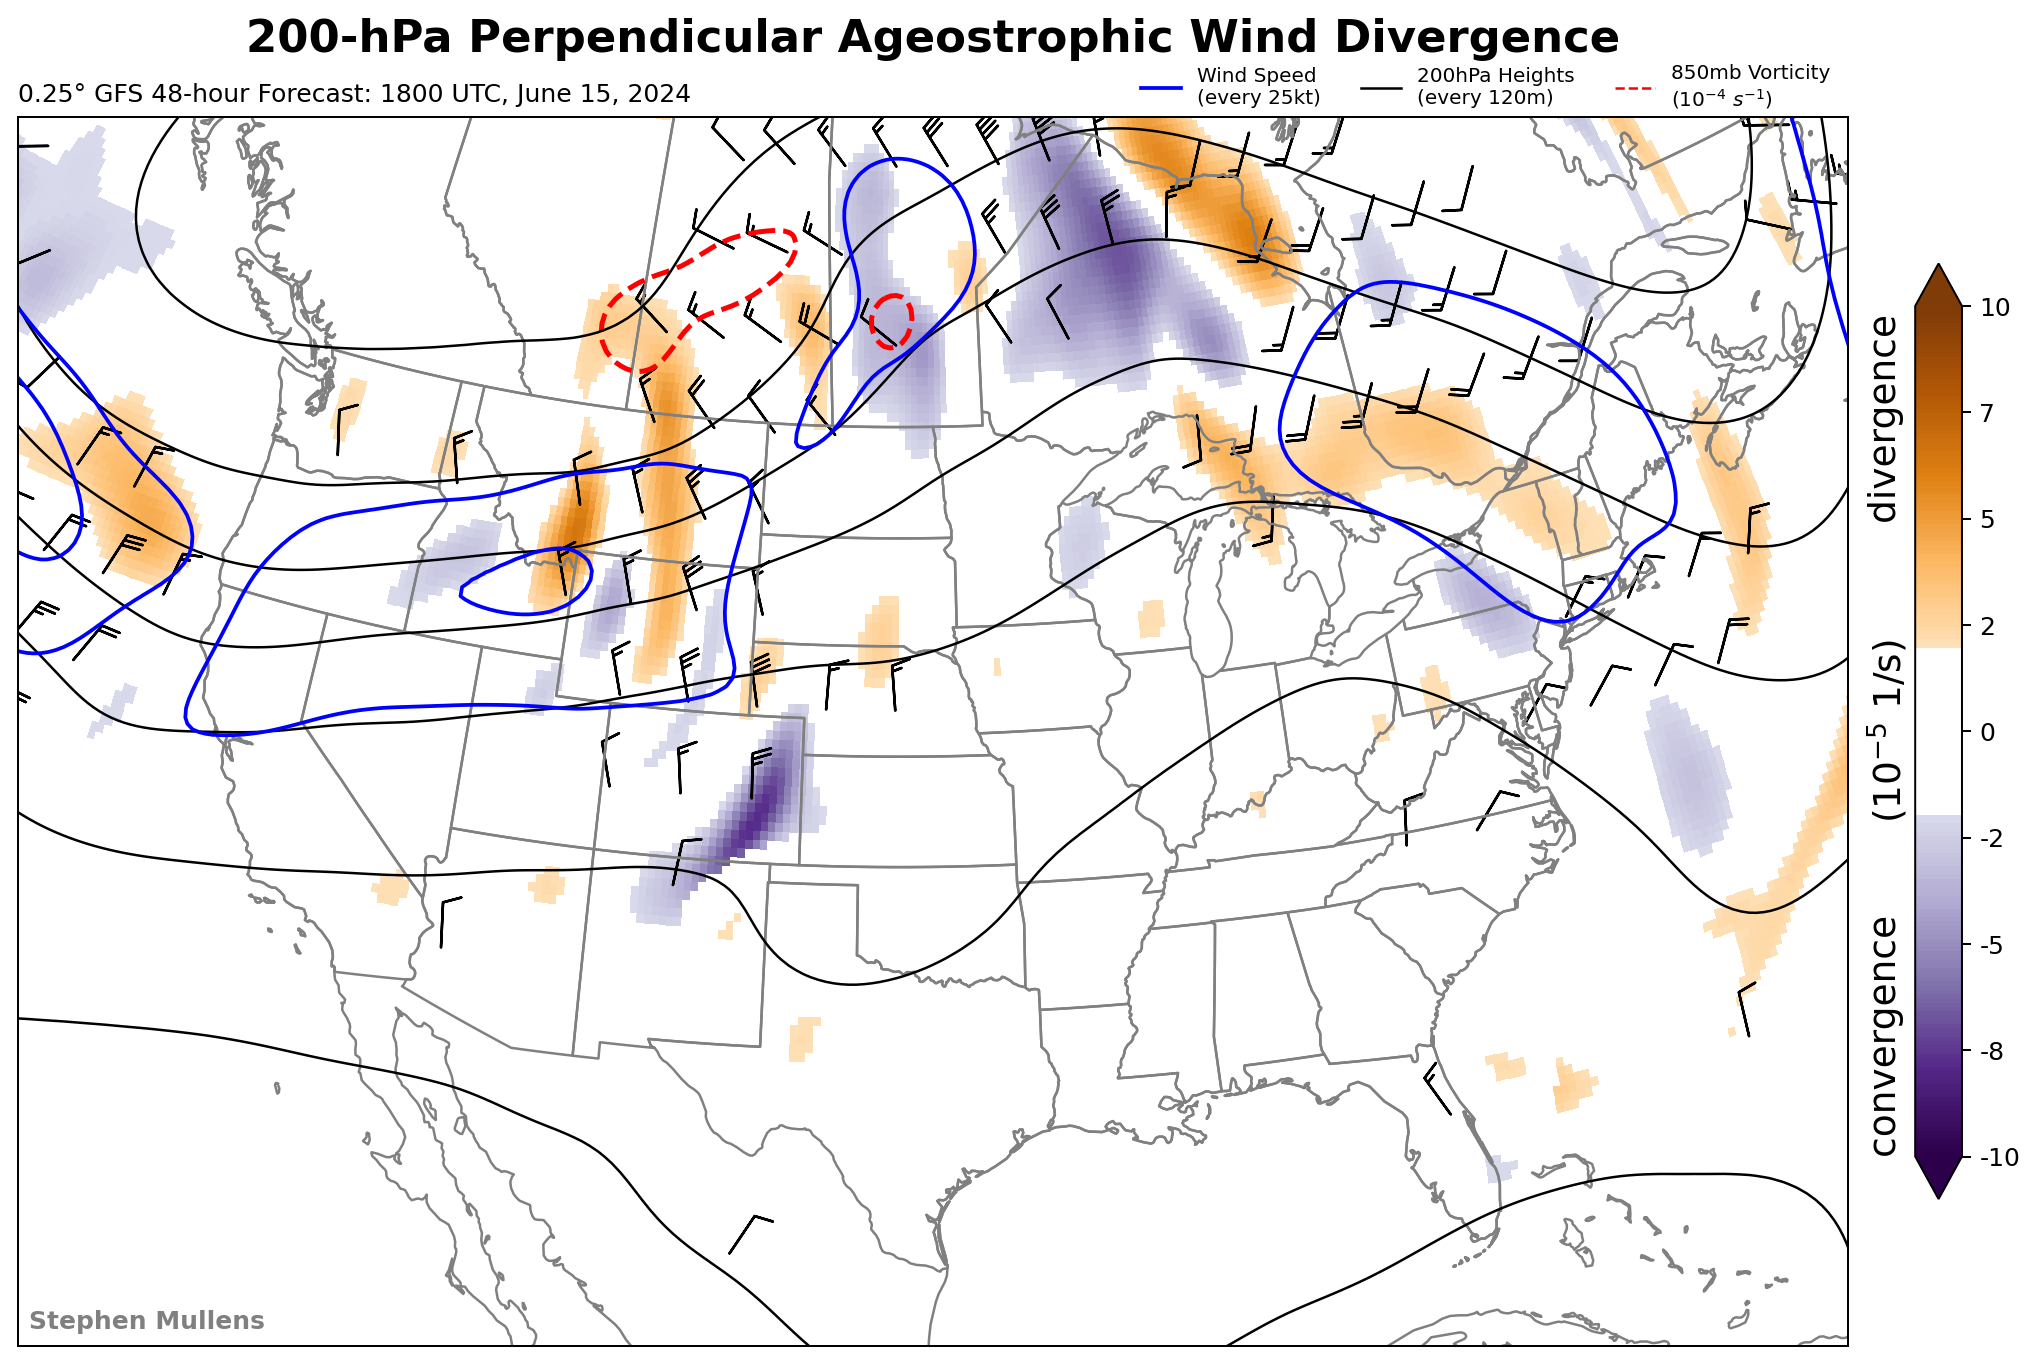 200-hPa Perpendicular Ageostrophic Wind Divergence
0.25° GFS 48-hour Forecast: 1800 UTC, June 15, 2024
Wind Speed
(every 25kt)
200hPa Heights
(every 120m)
850mb Vorticity
(10⁻⁴ s⁻¹)
10
7
5
2
0
-2
-5
-8
-10
convergence (10⁻⁵ 1/s) divergence
Stephen Mullens